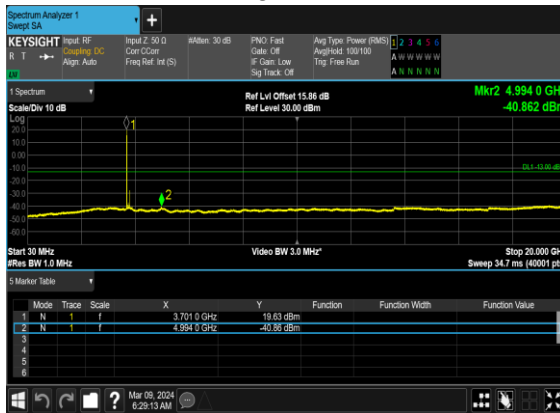 Spectrum Analyzer 1
Swept SA
+
KEYSIGHT Input: RF Input Z: 50 Ω #Atten: 30 dB PNO: Fast Avg Type: Power (RMS) 1 2 3 4 5 6
R T Coupling: DC Corr CCorr Gate: Off Avg|Hold: 100/100 A W W W W W
Align: Auto Freq Ref: Int (S) IF Gain: Low Trig: Free Run
Sig Track: Off A N N N N N
1 Spectrum Ref Lvl Offset 15.86 dB Mkr2 4.994 0 GH
Scale/Div 10 dB Ref Level 30.00 dBm -40.862 dBr
Log
20.0
10.0
0.00
-10.0
DL1 -13.00 dB
-20.0
-30.0
-40.0
-50.0
-60.0
1
2
Start 30 MHz Video BW 3.0 MHz* Stop 20.000 GH
#Res BW 1.0 MHz Sweep 34.7 ms (40001 pt
5 Marker Table
Mode Trace Scale X Y Function Function Width Function Value
1 N 1 f 3.701 0 GHz 19.63 dBm
2 N 1 f 4.994 0 GHz -40.86 dBm
3
4
5
6
?
Mar 09, 2024
6:29:13 AM